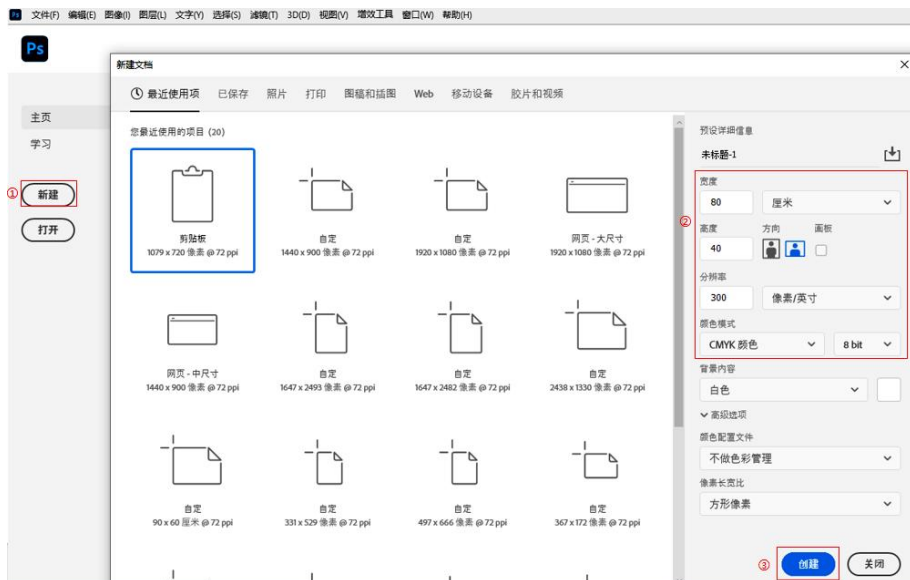 Ps 文件(F) 编辑(E) 图像(I) 图层(L) 文字(Y) 选择(S) 滤镜(T) 3D(D) 视图(V) 增效工具 窗口(W) 帮助(H)
Ps
新建文档
最近使用项 已保存 照片 打印 图稿和插图 Web 移动设备 胶片和视频
主页
学习
① 新建
打开
您最近使用的项目 (20)
剪贴板
1079 x 720 像素 @ 72 ppi
自定
1440 x 900 像素 @ 72 ppi
自定
1920 x 1080 像素 @ 72 ppi
网页 - 大尺寸
1920 x 1080 像素 @ 72 ppi
网页 - 中尺寸
1440 x 900 像素 @ 72 ppi
自定
1647 x 2493 像素 @ 72 ppi
自定
1647 x 2482 像素 @ 72 ppi
自定
2438 x 1330 像素 @ 72 ppi
自定
90 x 60 厘米 @ 72 ppi
自定
331 x 529 像素 @ 72 ppi
自定
497 x 666 像素 @ 72 ppi
自定
367 x 172 像素 @ 72 ppi
预设详细信息
未标题-1
②
宽度
80 厘米
高度 方向 画板
40
分辨率
300 像素/英寸
颜色模式
CMYK 颜色 8 bit
背景内容
白色
高级选项
颜色配置文件
不做色彩管理
像素长宽比
方形像素
③ 创建 关闭